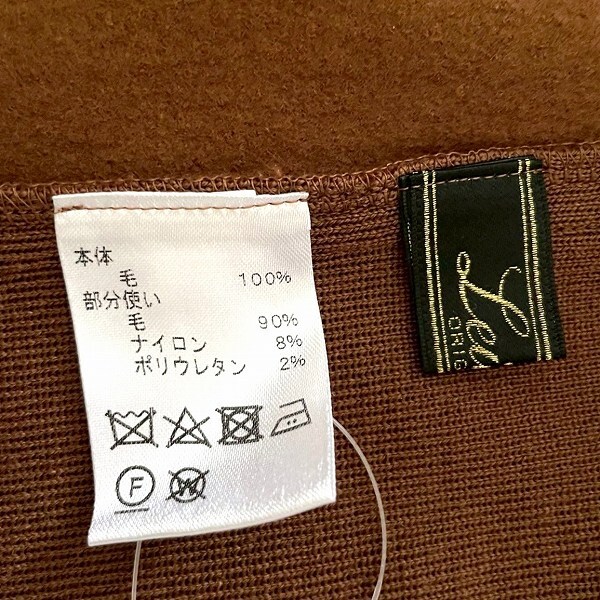 本体
毛 100%
部分使い
毛 90%
ナイロン 8%
ポリウレタン 2%
F
W
ORIG